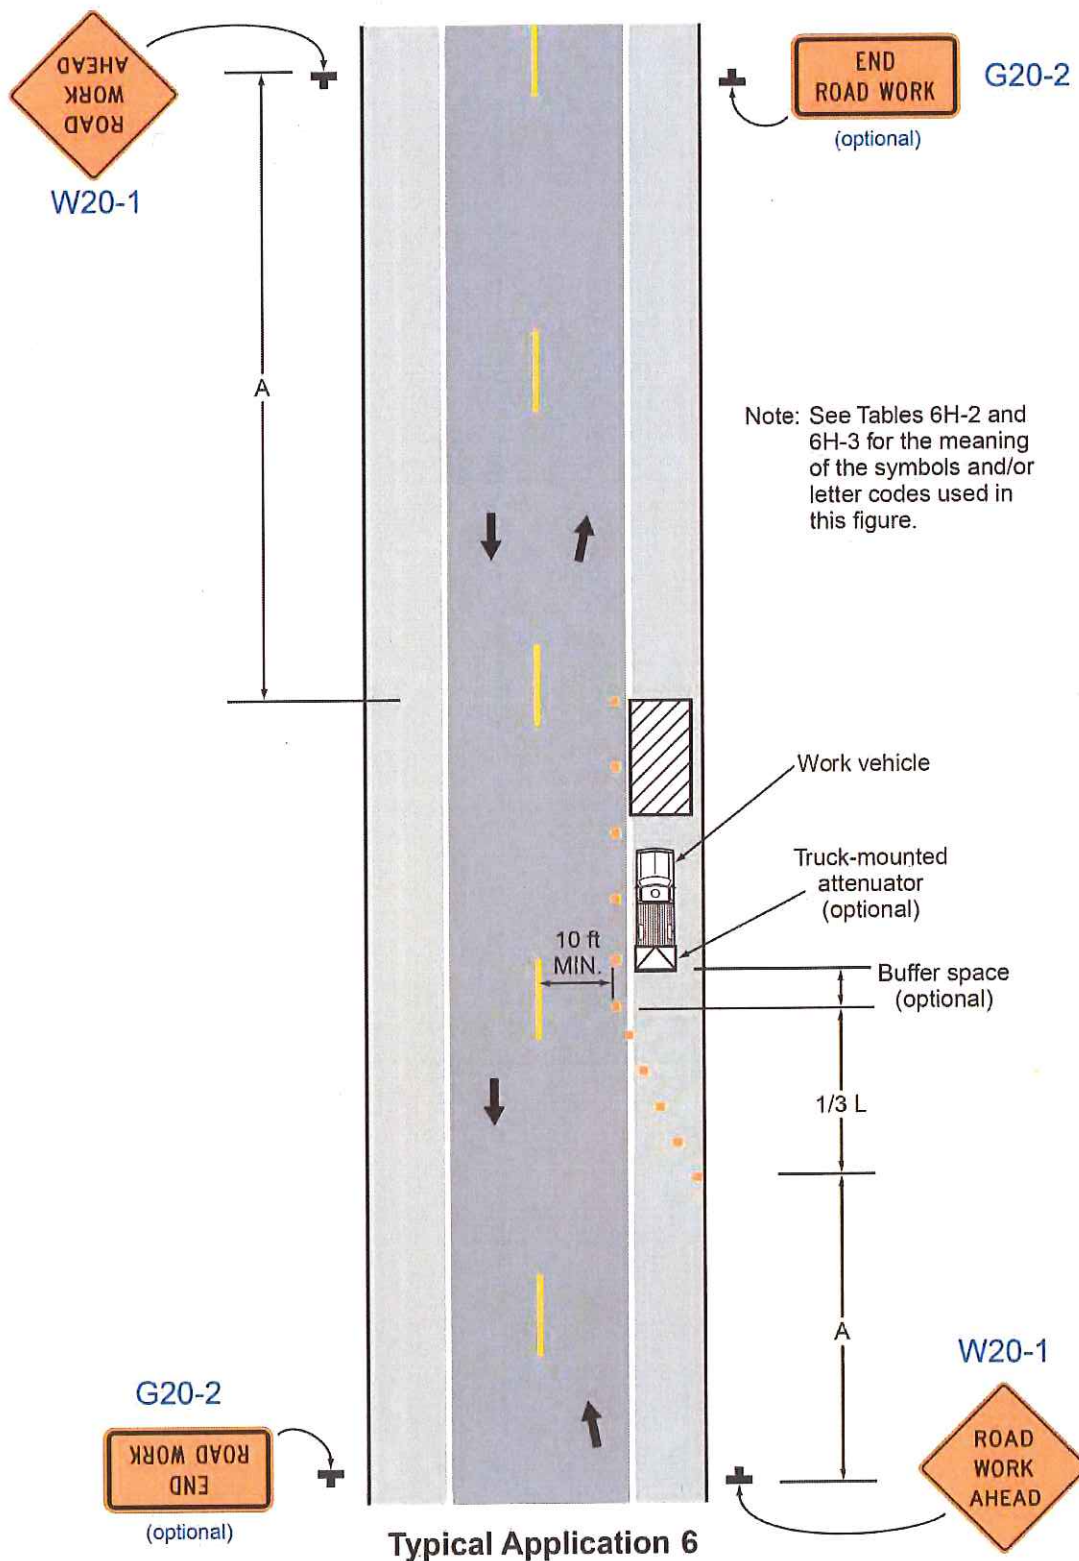 ROAD
WORK
AHEAD
W20-1
END
ROAD WORK
G20-2
(optional)
A
Note: See Tables 6H-2 and
6H-3 for the meaning
of the symbols and/or
letter codes used in
this figure.
Work vehicle
Truck-mounted
attenuator
(optional)
10 ft
MIN.
Buffer space
(optional)
1/3 L
A
W20-1
G20-2
END
ROAD WORK
(optional)
ROAD
WORK
AHEAD
Typical Application 6